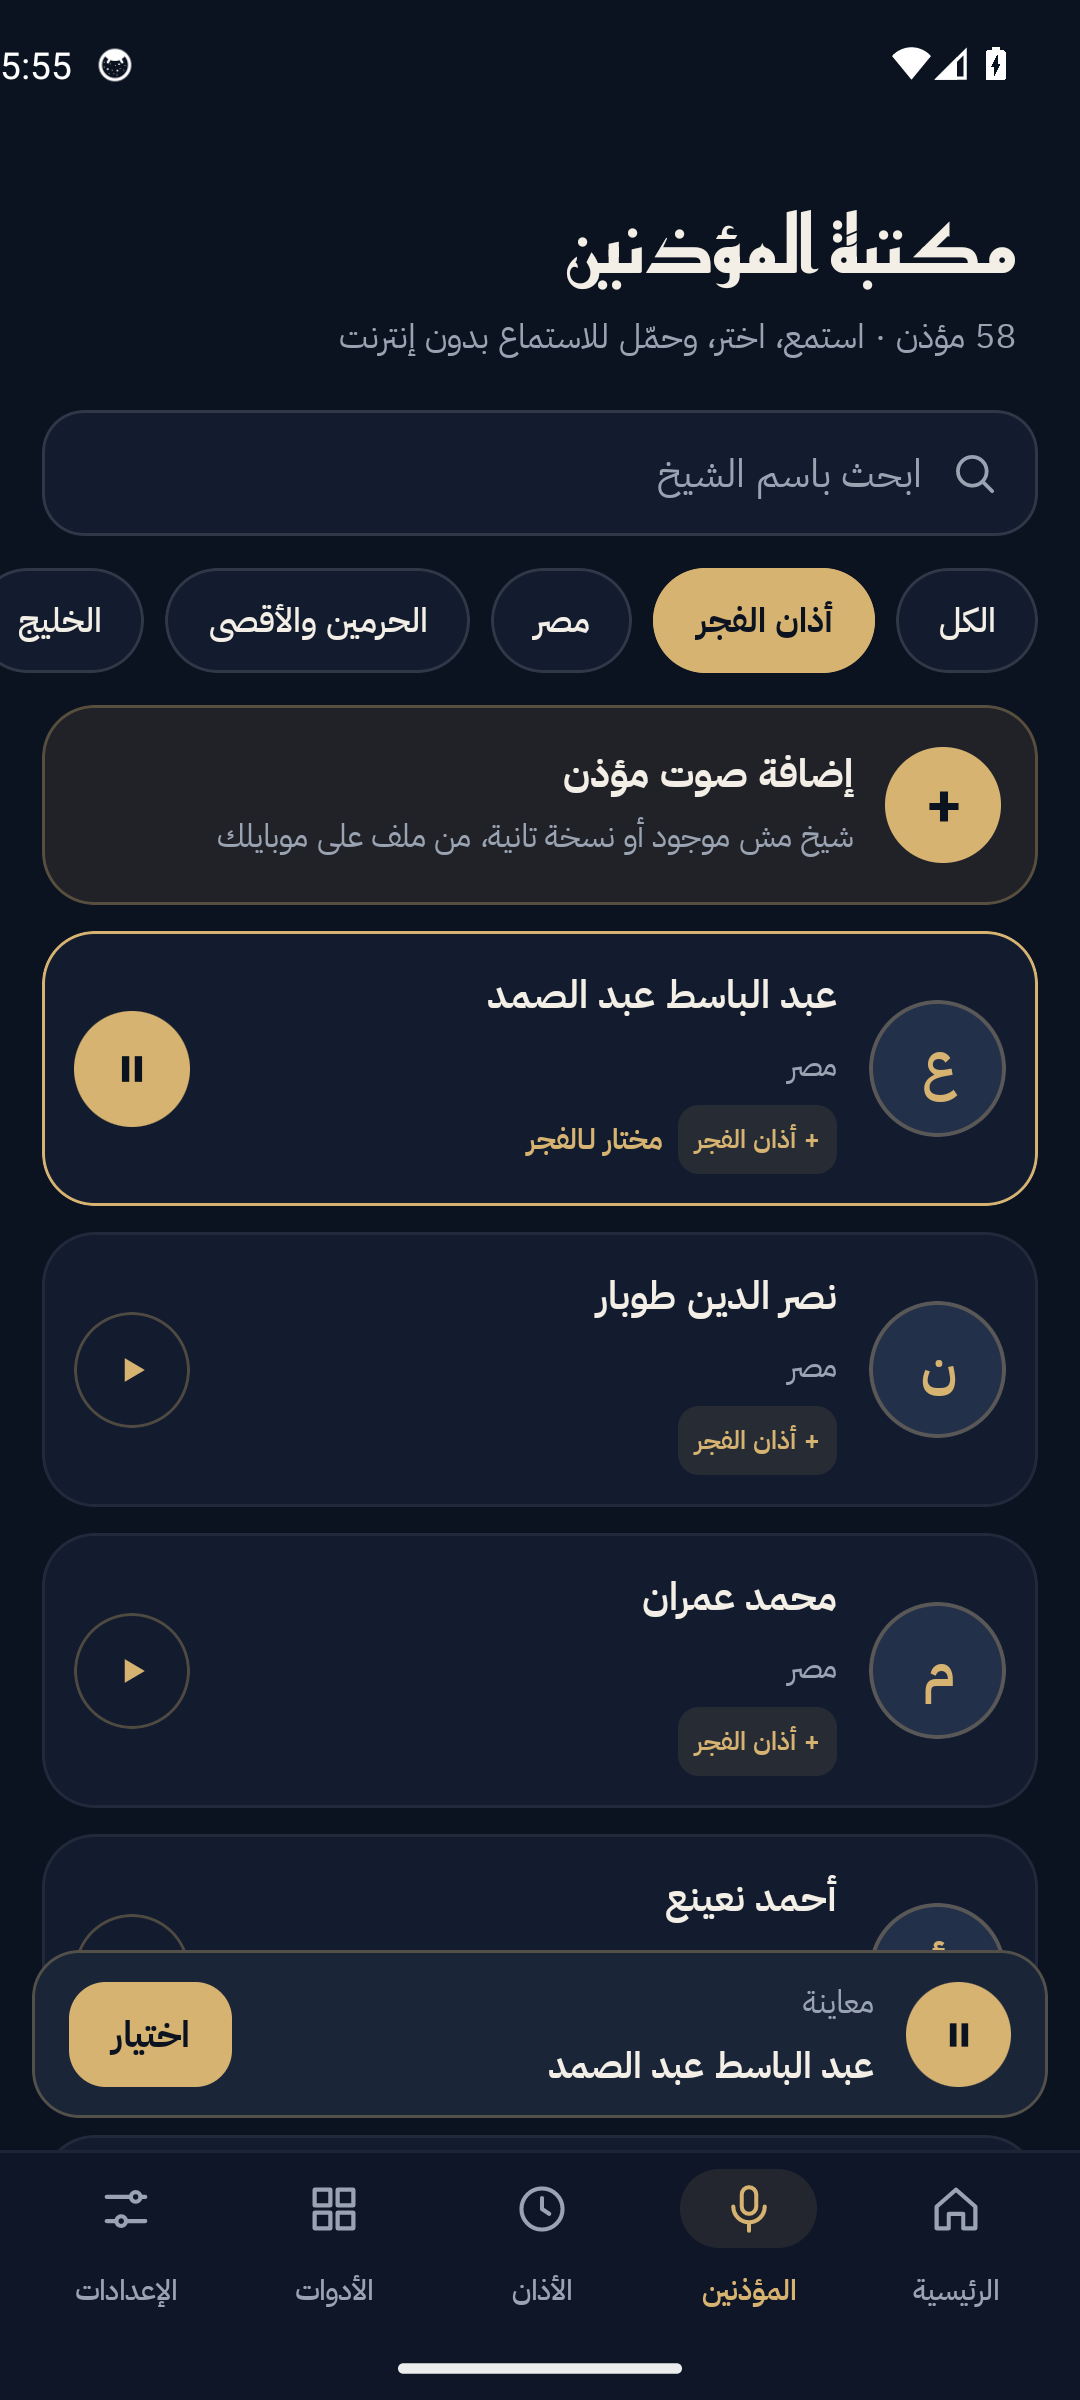 5:55
مكتبة المؤذنين
58 مؤذن · استمع، اختر، وحمّل للاستماع بدون إنترنت
ابحث باسم الشيخ
الكل
أذان الفجر
مصر
الحرمين والأقصى
الخليج
إضافة صوت مؤذن
شيخ مش موجود أو نسخة تانية، من ملف على موبايلك
ع
عبد الباسط عبد الصمد
مصر
+ أذان الفجر
مختار لـالفجر
ن
نصر الدين طوبار
مصر
+ أذان الفجر
م
محمد عمران
مصر
+ أذان الفجر
أحمد نعينع
معاينة
عبد الباسط عبد الصمد
اختيار
الرئيسية
المؤذنين
الأذان
الأدوات
الإعدادات